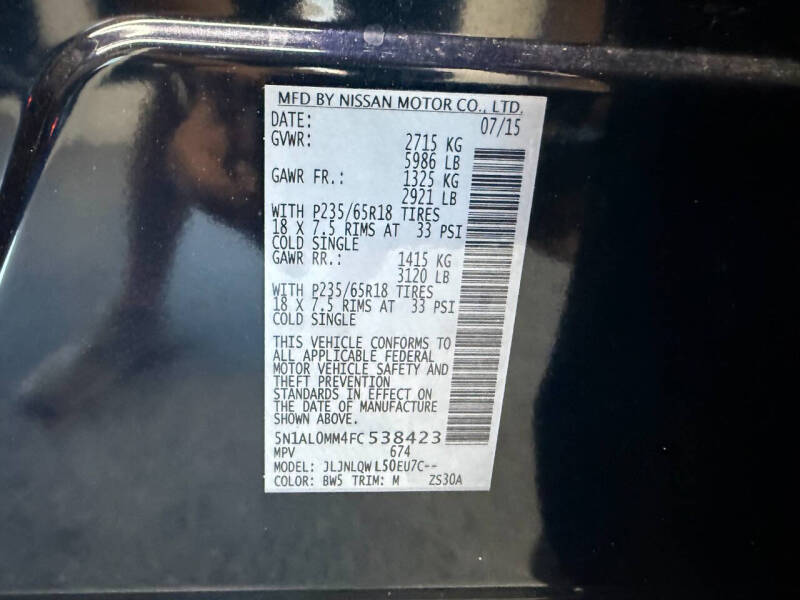 MFD BY NISSAN MOTOR CO., LTD.
DATE: 07/15
GVWR: 2715 KG
5986 LB
GAWR FR.: 1325 KG
2921 LB
WITH P235/65R18 TIRES
18 X 7.5 RIMS AT 33 PSI
COLD SINGLE
GAWR RR.: 1415 KG
3120 LB
WITH P235/65R18 TIRES
18 X 7.5 RIMS AT 33 PSI
COLD SINGLE
THIS VEHICLE CONFORMS TO
ALL APPLICABLE FEDERAL
MOTOR VEHICLE SAFETY AND
THEFT PREVENTION
STANDARDS IN EFFECT ON
THE DATE OF MANUFACTURE
SHOWN ABOVE.
5N1AL0MM4FC538423
MPV 674
MODEL: JLJNLQWL50EU7C--
COLOR: BW5 TRIM: M ZS30A